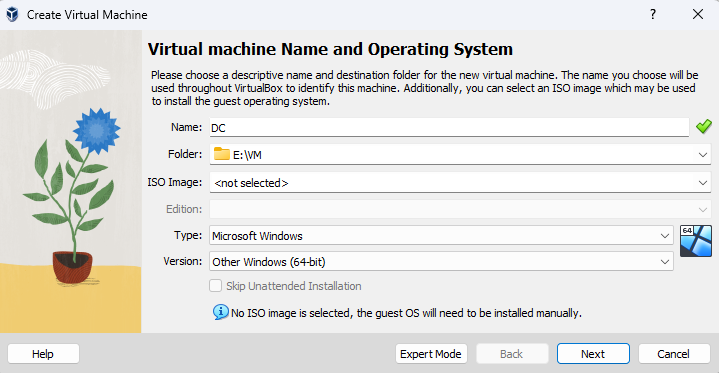 Create Virtual Machine
?
Virtual machine Name and Operating System
Please choose a descriptive name and destination folder for the new virtual machine. The name you choose will be
used throughout VirtualBox to identify this machine. Additionally, you can select an ISO image which may be used
to install the guest operating system.
Name: DC
Folder: E:\VM
ISO Image: <not selected>
Edition:
Type: Microsoft Windows
64
Version: Other Windows (64-bit)
Skip Unattended Installation
No ISO image is selected, the guest OS will need to be installed manually.
Help Expert Mode Back Next Cancel